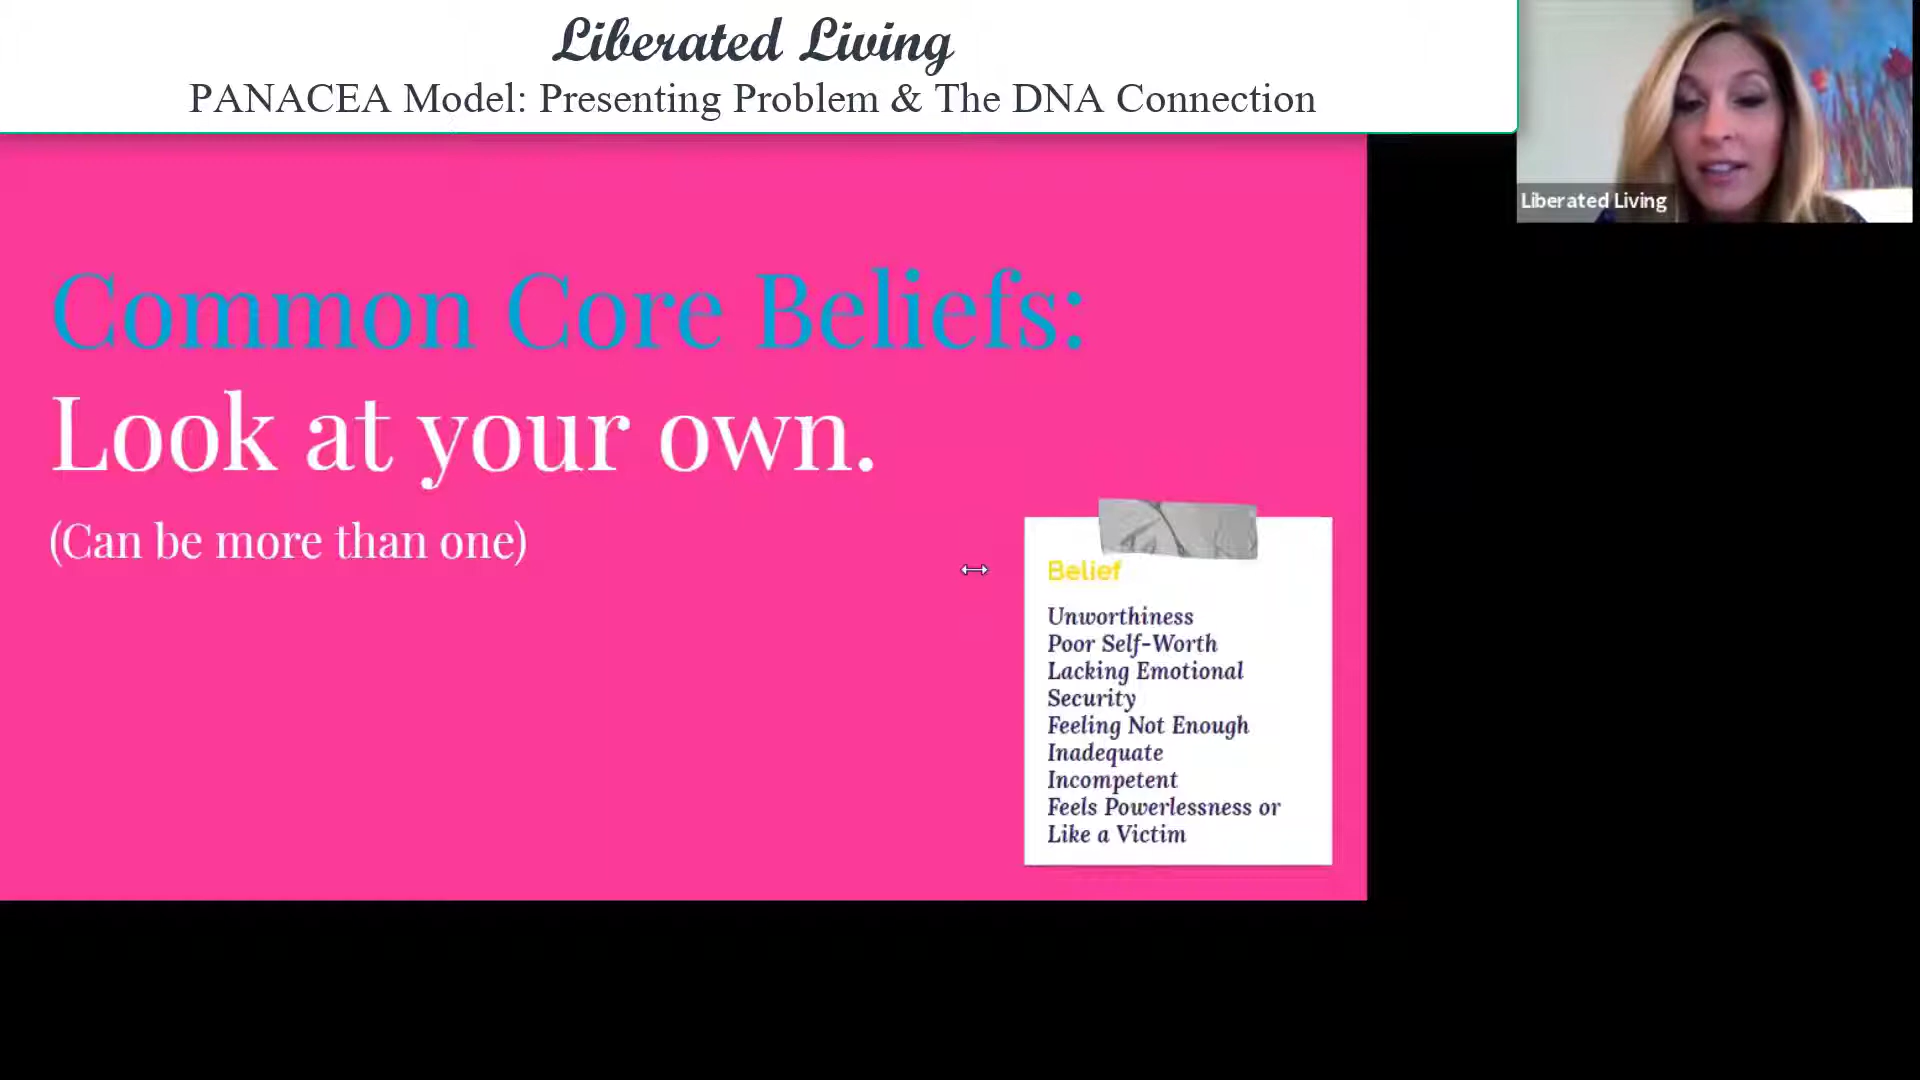 Liberated Living
PANACEA Model: Presenting Problem & The DNA Connection
Liberated Living
Common Core Beliefs:
Look at your own.
(Can be more than one)
Belief
Unworthiness
Poor Self-Worth
Lacking Emotional
Security
Feeling Not Enough
Inadequate
Incompetent
Feels Powerlessness or
Like a Victim